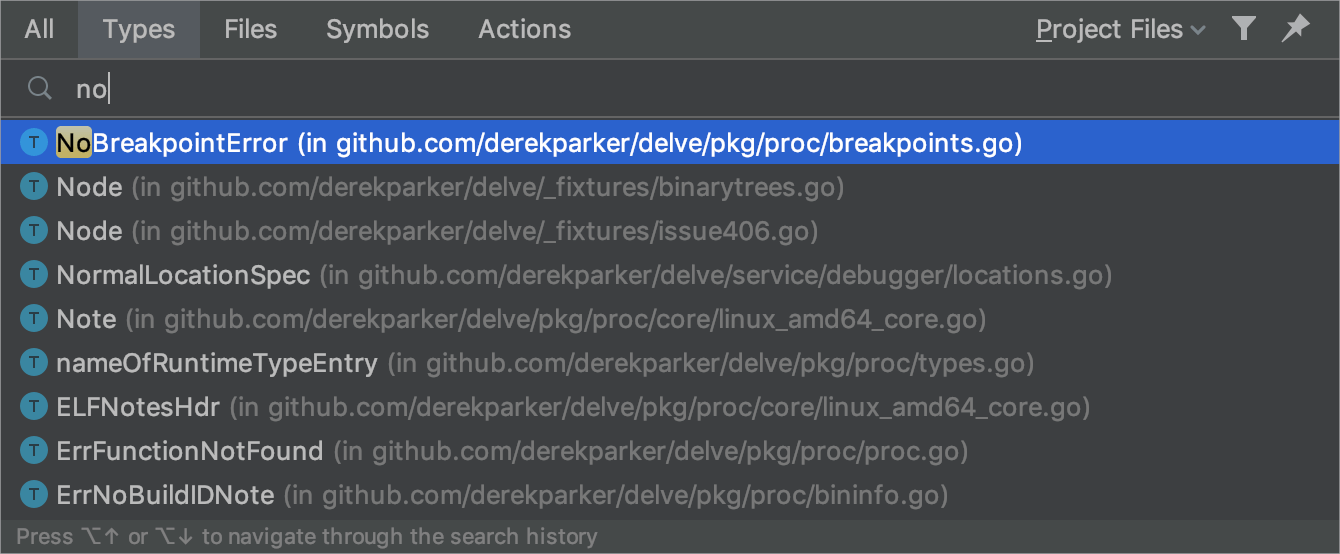 All Types Files Symbols Actions Project Files
no
T NoBreakpointError (in github.com/derekparker/delve/pkg/proc/breakpoints.go)
T Node (in github.com/derekparker/delve/_fixtures/binarytrees.go)
T Node (in github.com/derekparker/delve/_fixtures/issue406.go)
T NormalLocationSpec (in github.com/derekparker/delve/service/debugger/locations.go)
T Note (in github.com/derekparker/delve/pkg/proc/core/linux_amd64_core.go)
T nameOfRuntimeTypeEntry (in github.com/derekparker/delve/pkg/proc/types.go)
T ELFNotesHdr (in github.com/derekparker/delve/pkg/proc/core/linux_amd64_core.go)
T ErrFunctionNotFound (in github.com/derekparker/delve/pkg/proc/proc.go)
T ErrNoBuildIDNote (in github.com/derekparker/delve/pkg/proc/bininfo.go)
Press ⌥↑ or ⌥↓ to navigate through the search history